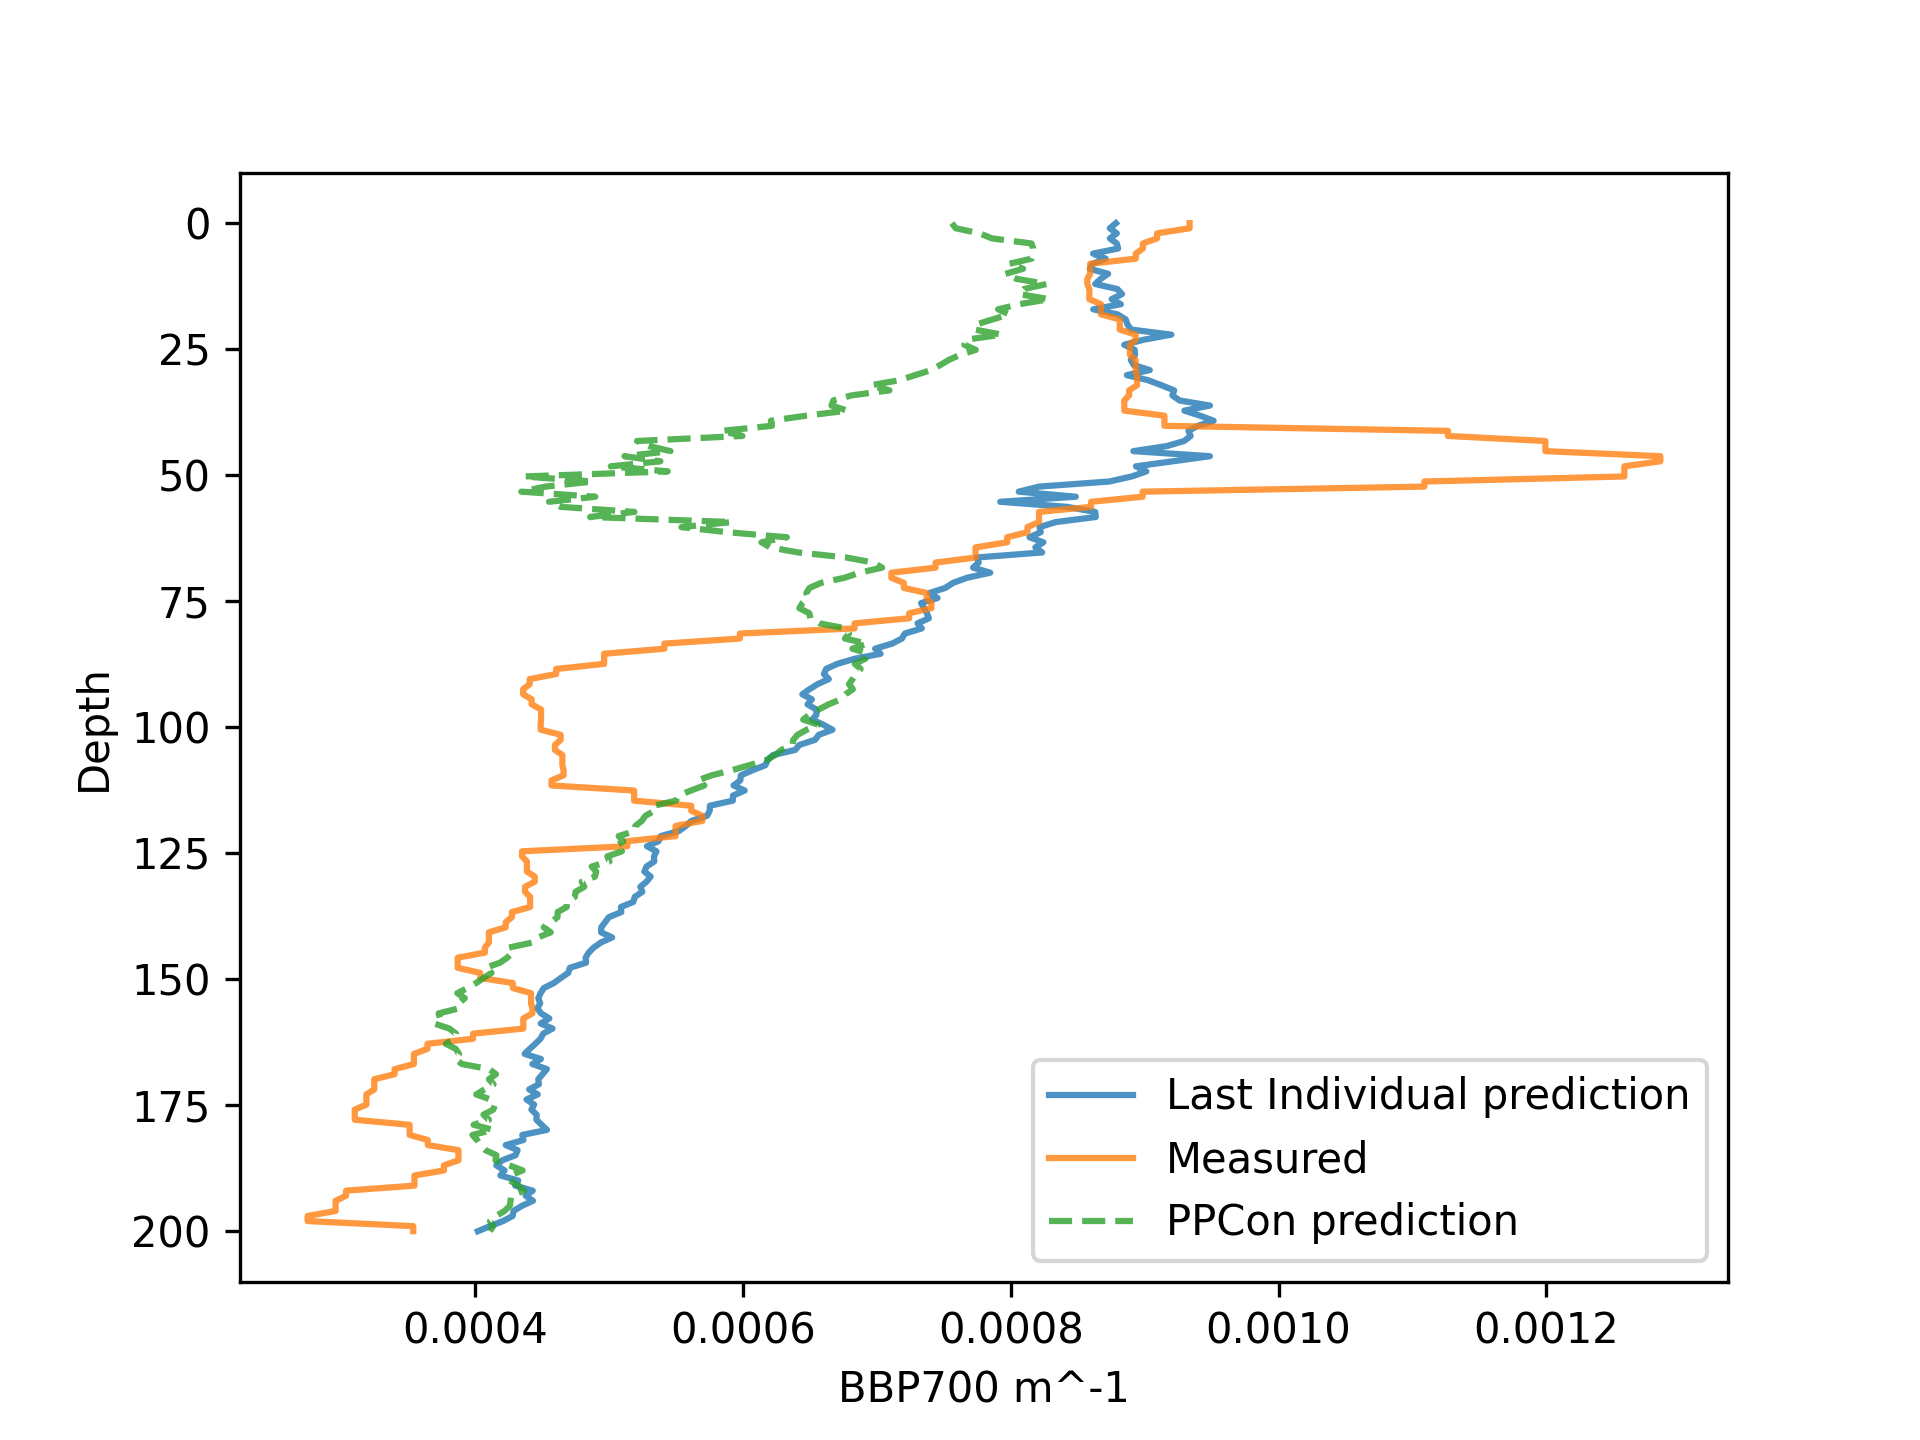 0
25
50
75
100
125
150
175
200
Depth
0.0004 0.0006 0.0008 0.0010 0.0012
BBP700 m^-1
Last Individual prediction
Measured
PPCon prediction